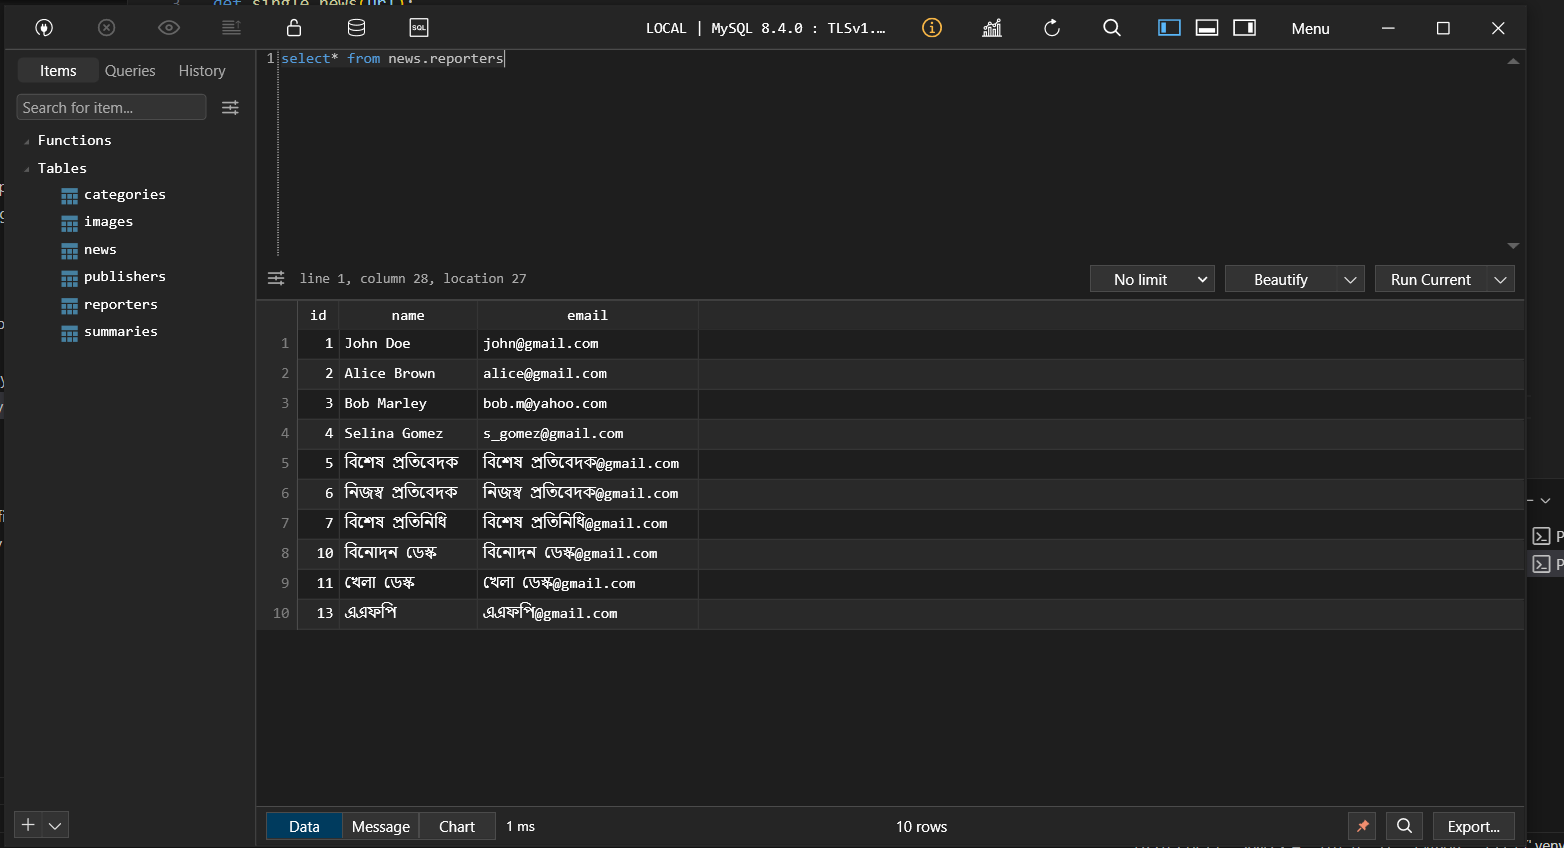 3 def single_news(url):
SQL
LOCAL | MySQL 8.4.0 : TLSv1....
Menu
Items Queries History
Search for item...
Functions
Tables
categories
images
news
publishers
reporters
summaries
1 select* from news.reporters
line 1, column 28, location 27
No limit Beautify Run Current
id name email
1 1 John Doe john@gmail.com
2 2 Alice Brown alice@gmail.com
3 3 Bob Marley bob.m@yahoo.com
4 4 Selina Gomez s_gomez@gmail.com
5 5 বিশেষ প্রতিবেদক বিশেষ প্রতিবেদক@gmail.com
6 6 নিজস্ব প্রতিবেদক নিজস্ব প্রতিবেদক@gmail.com
7 7 বিশেষ প্রতিনিধি বিশেষ প্রতিনিধি@gmail.com
8 10 বিনোদন ডেস্ক বিনোদন ডেস্ক@gmail.com
9 11 খেলা ডেস্ক খেলা ডেস্ক@gmail.com
10 13 এএফপি এএফপি@gmail.com
Data Message Chart 1 ms 10 rows Export...